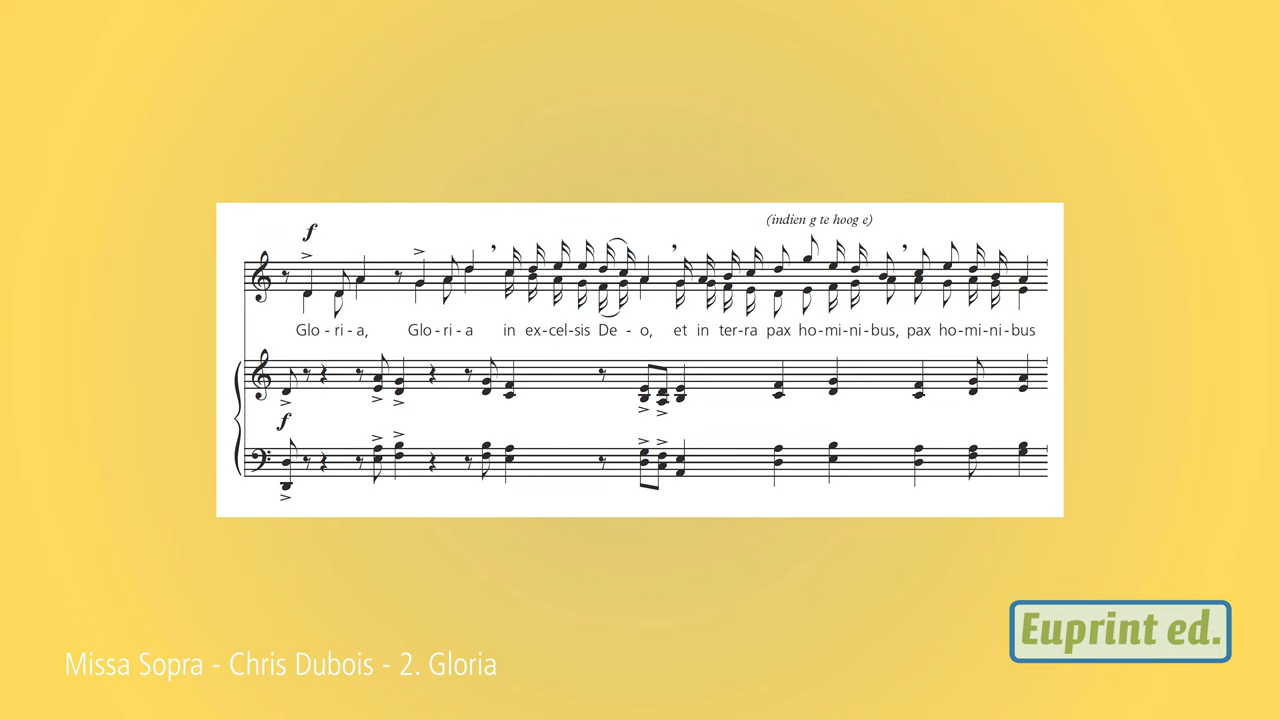 (indien g te hoog e)
f
Glo - ri - a, Glo - ri - a in ex - cel - sis De - o, et in ter - ra pax ho - mi - ni - bus, pax ho - mi - ni - bus
f
Euprint ed.
Missa Sopra - Chris Dubois - 2. Gloria